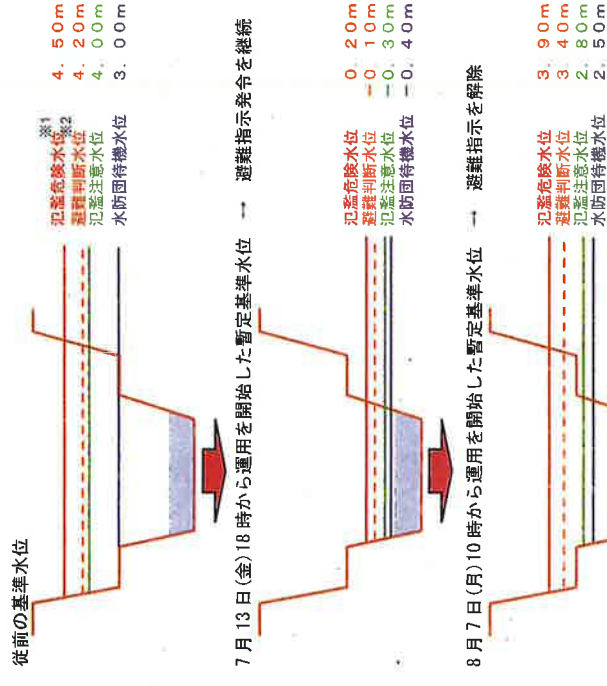 従前の基準水位
※1
氾濫危険水位 4.50m
※2
避難判断水位 4.20m
氾濫注意水位 4.00m
水防団待機水位 3.00m
7月13日(金)18時から運用を開始した暫定基準水位 → 避難指示発令を継続
氾濫危険水位 0.20m
避難判断水位 -0.10m
氾濫注意水位 -0.30m
水防団待機水位 -0.40m
8月7日(月)10時から運用を開始した暫定基準水位 → 避難指示を解除
氾濫危険水位 3.90m
避難判断水位 3.40m
氾濫注意水位 2.80m
水防団待機水位 2.50m